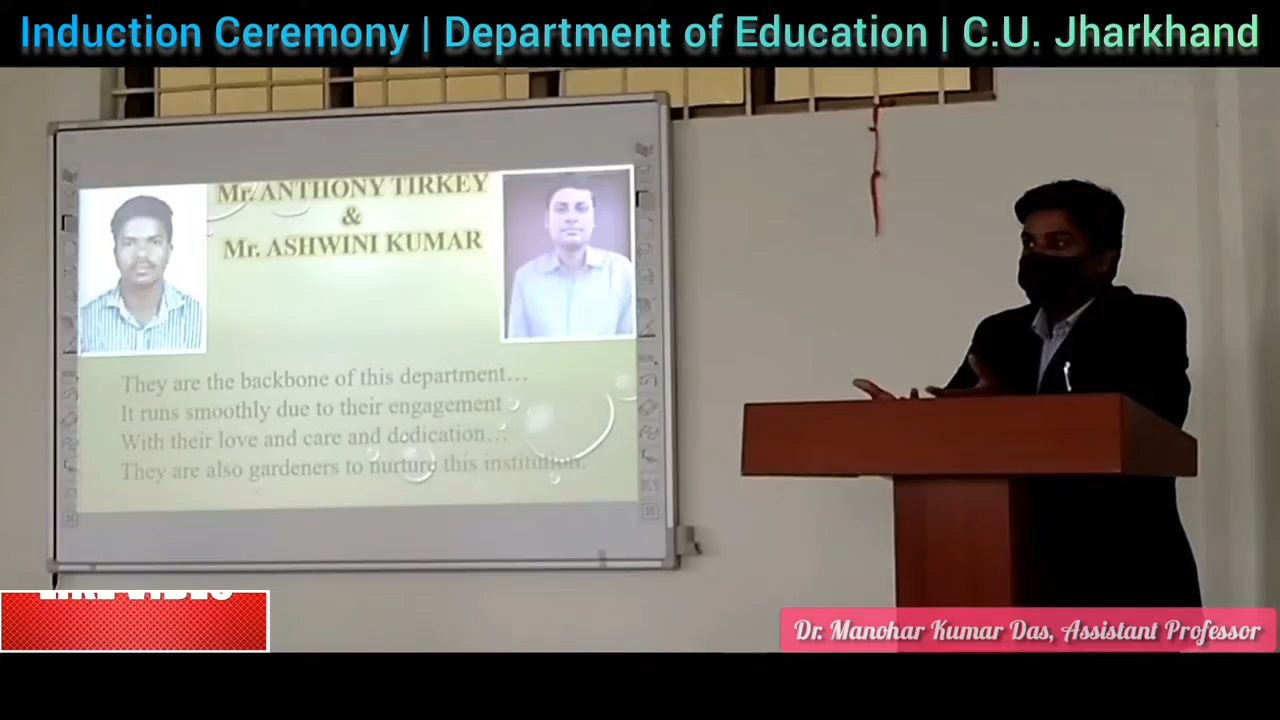 Induction Ceremony | Department of Education | C.U. Jharkhand
Mr. ANTHONY TIRKEY
&
Mr. ASHWINI KUMAR
They are the backbone of this department…
It runs smoothly due to their engagement
With their love and care and dedication…
They are also gardeners to nurture this institution.
LIKE VIDEO
Dr. Manohar Kumar Das, Assistant Professor